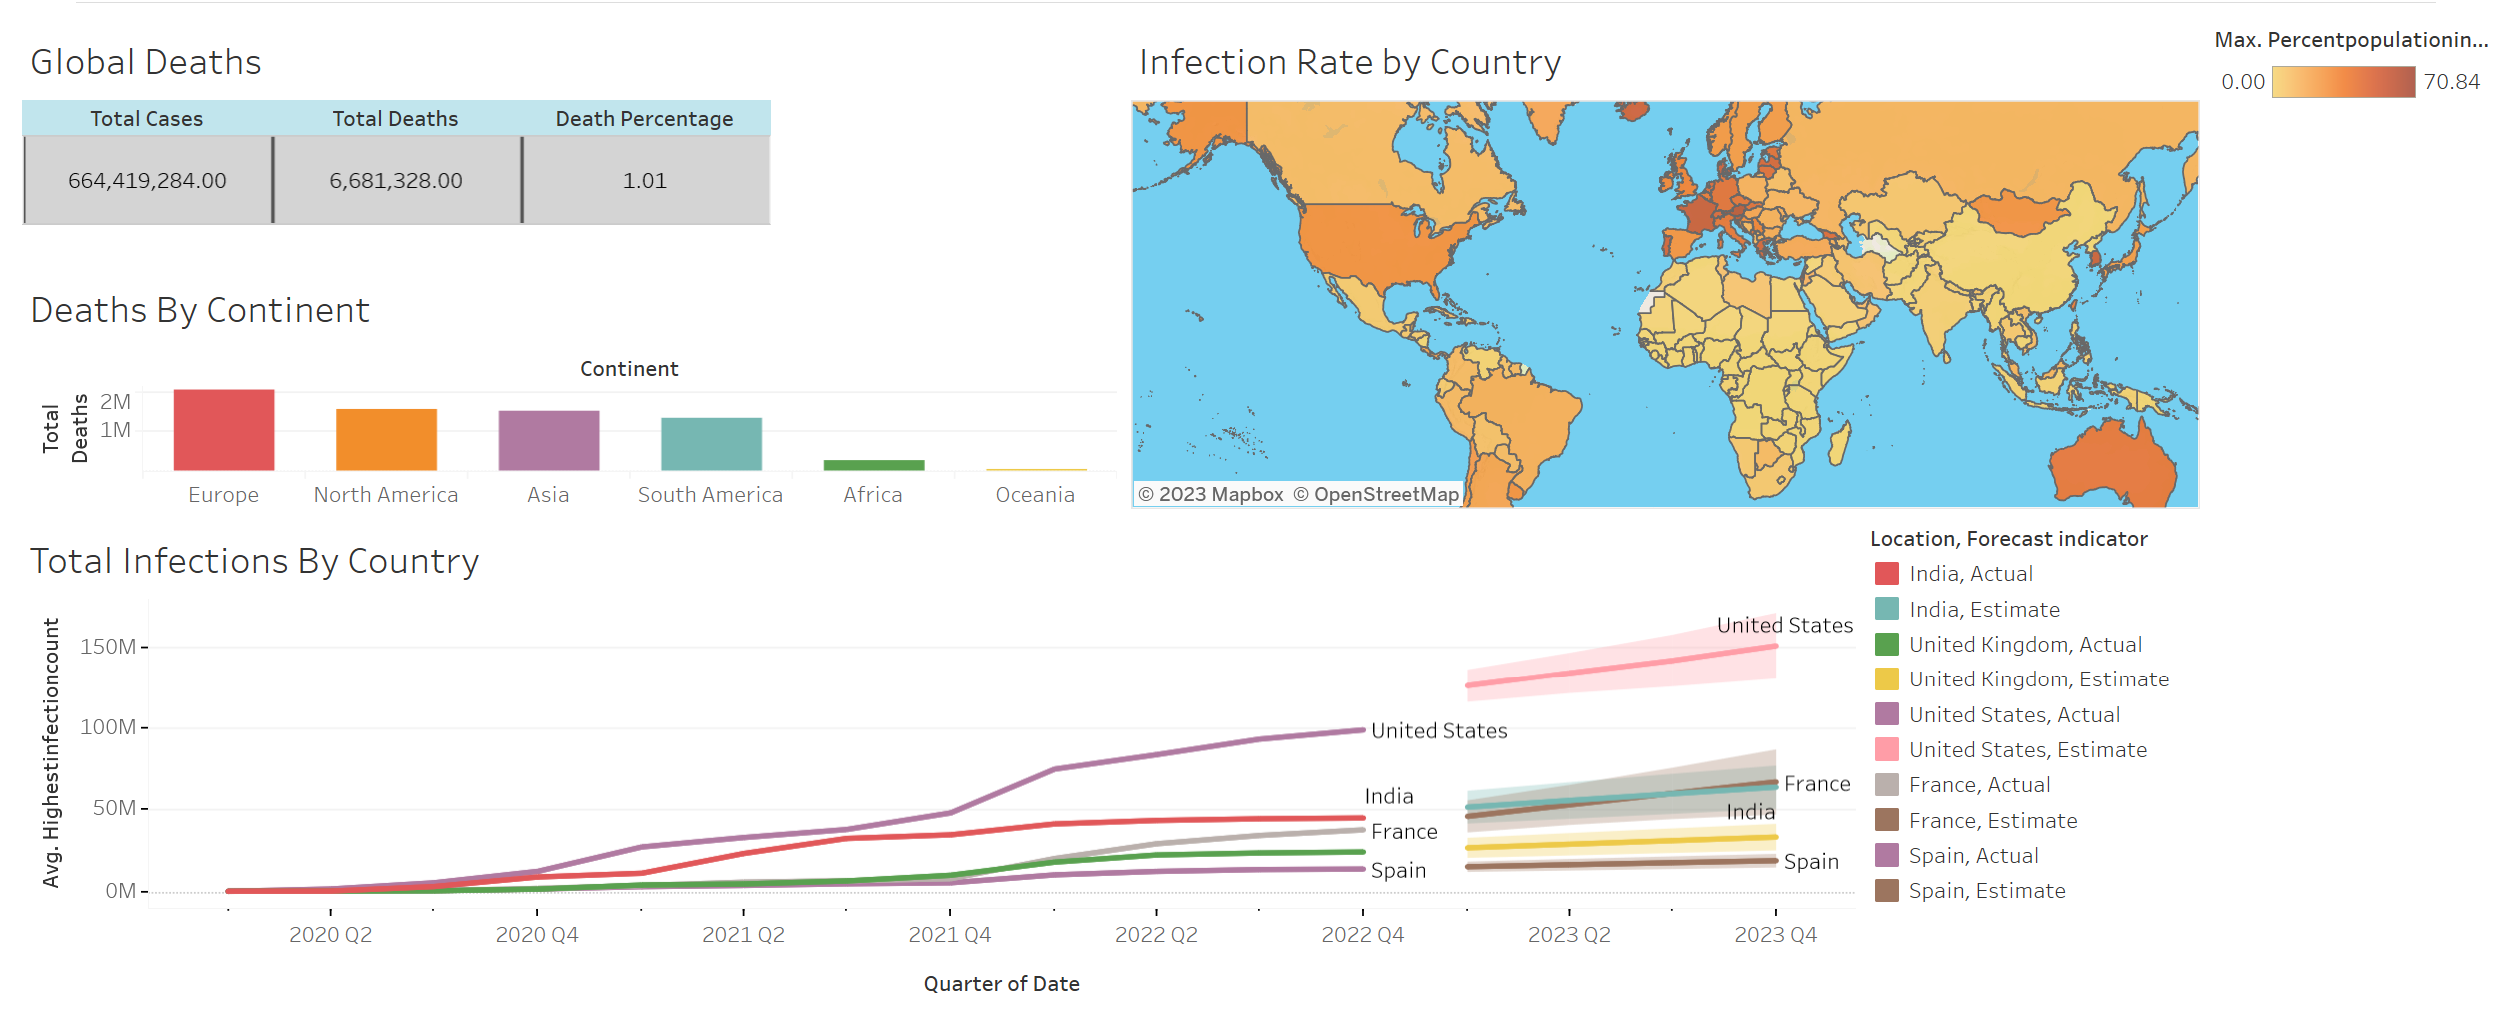 Global Deaths
Total Cases Total Deaths Death Percentage
664,419,284.00 6,681,328.00 1.01
Infection Rate by Country
Max. Percentpopulationin...
0.00 70.84
© 2023 Mapbox © OpenStreetMap
Deaths By Continent
Continent
Total
Deaths
2M
1M
Europe North America Asia South America Africa Oceania
Total Infections By Country
Avg. Highestinfectioncount
150M
100M
50M
0M
United States
United States
India
France
France
India
Spain
Spain
2020 Q2 2020 Q4 2021 Q2 2021 Q4 2022 Q2 2022 Q4 2023 Q2 2023 Q4
Quarter of Date
Location, Forecast indicator
India, Actual
India, Estimate
United Kingdom, Actual
United Kingdom, Estimate
United States, Actual
United States, Estimate
France, Actual
France, Estimate
Spain, Actual
Spain, Estimate